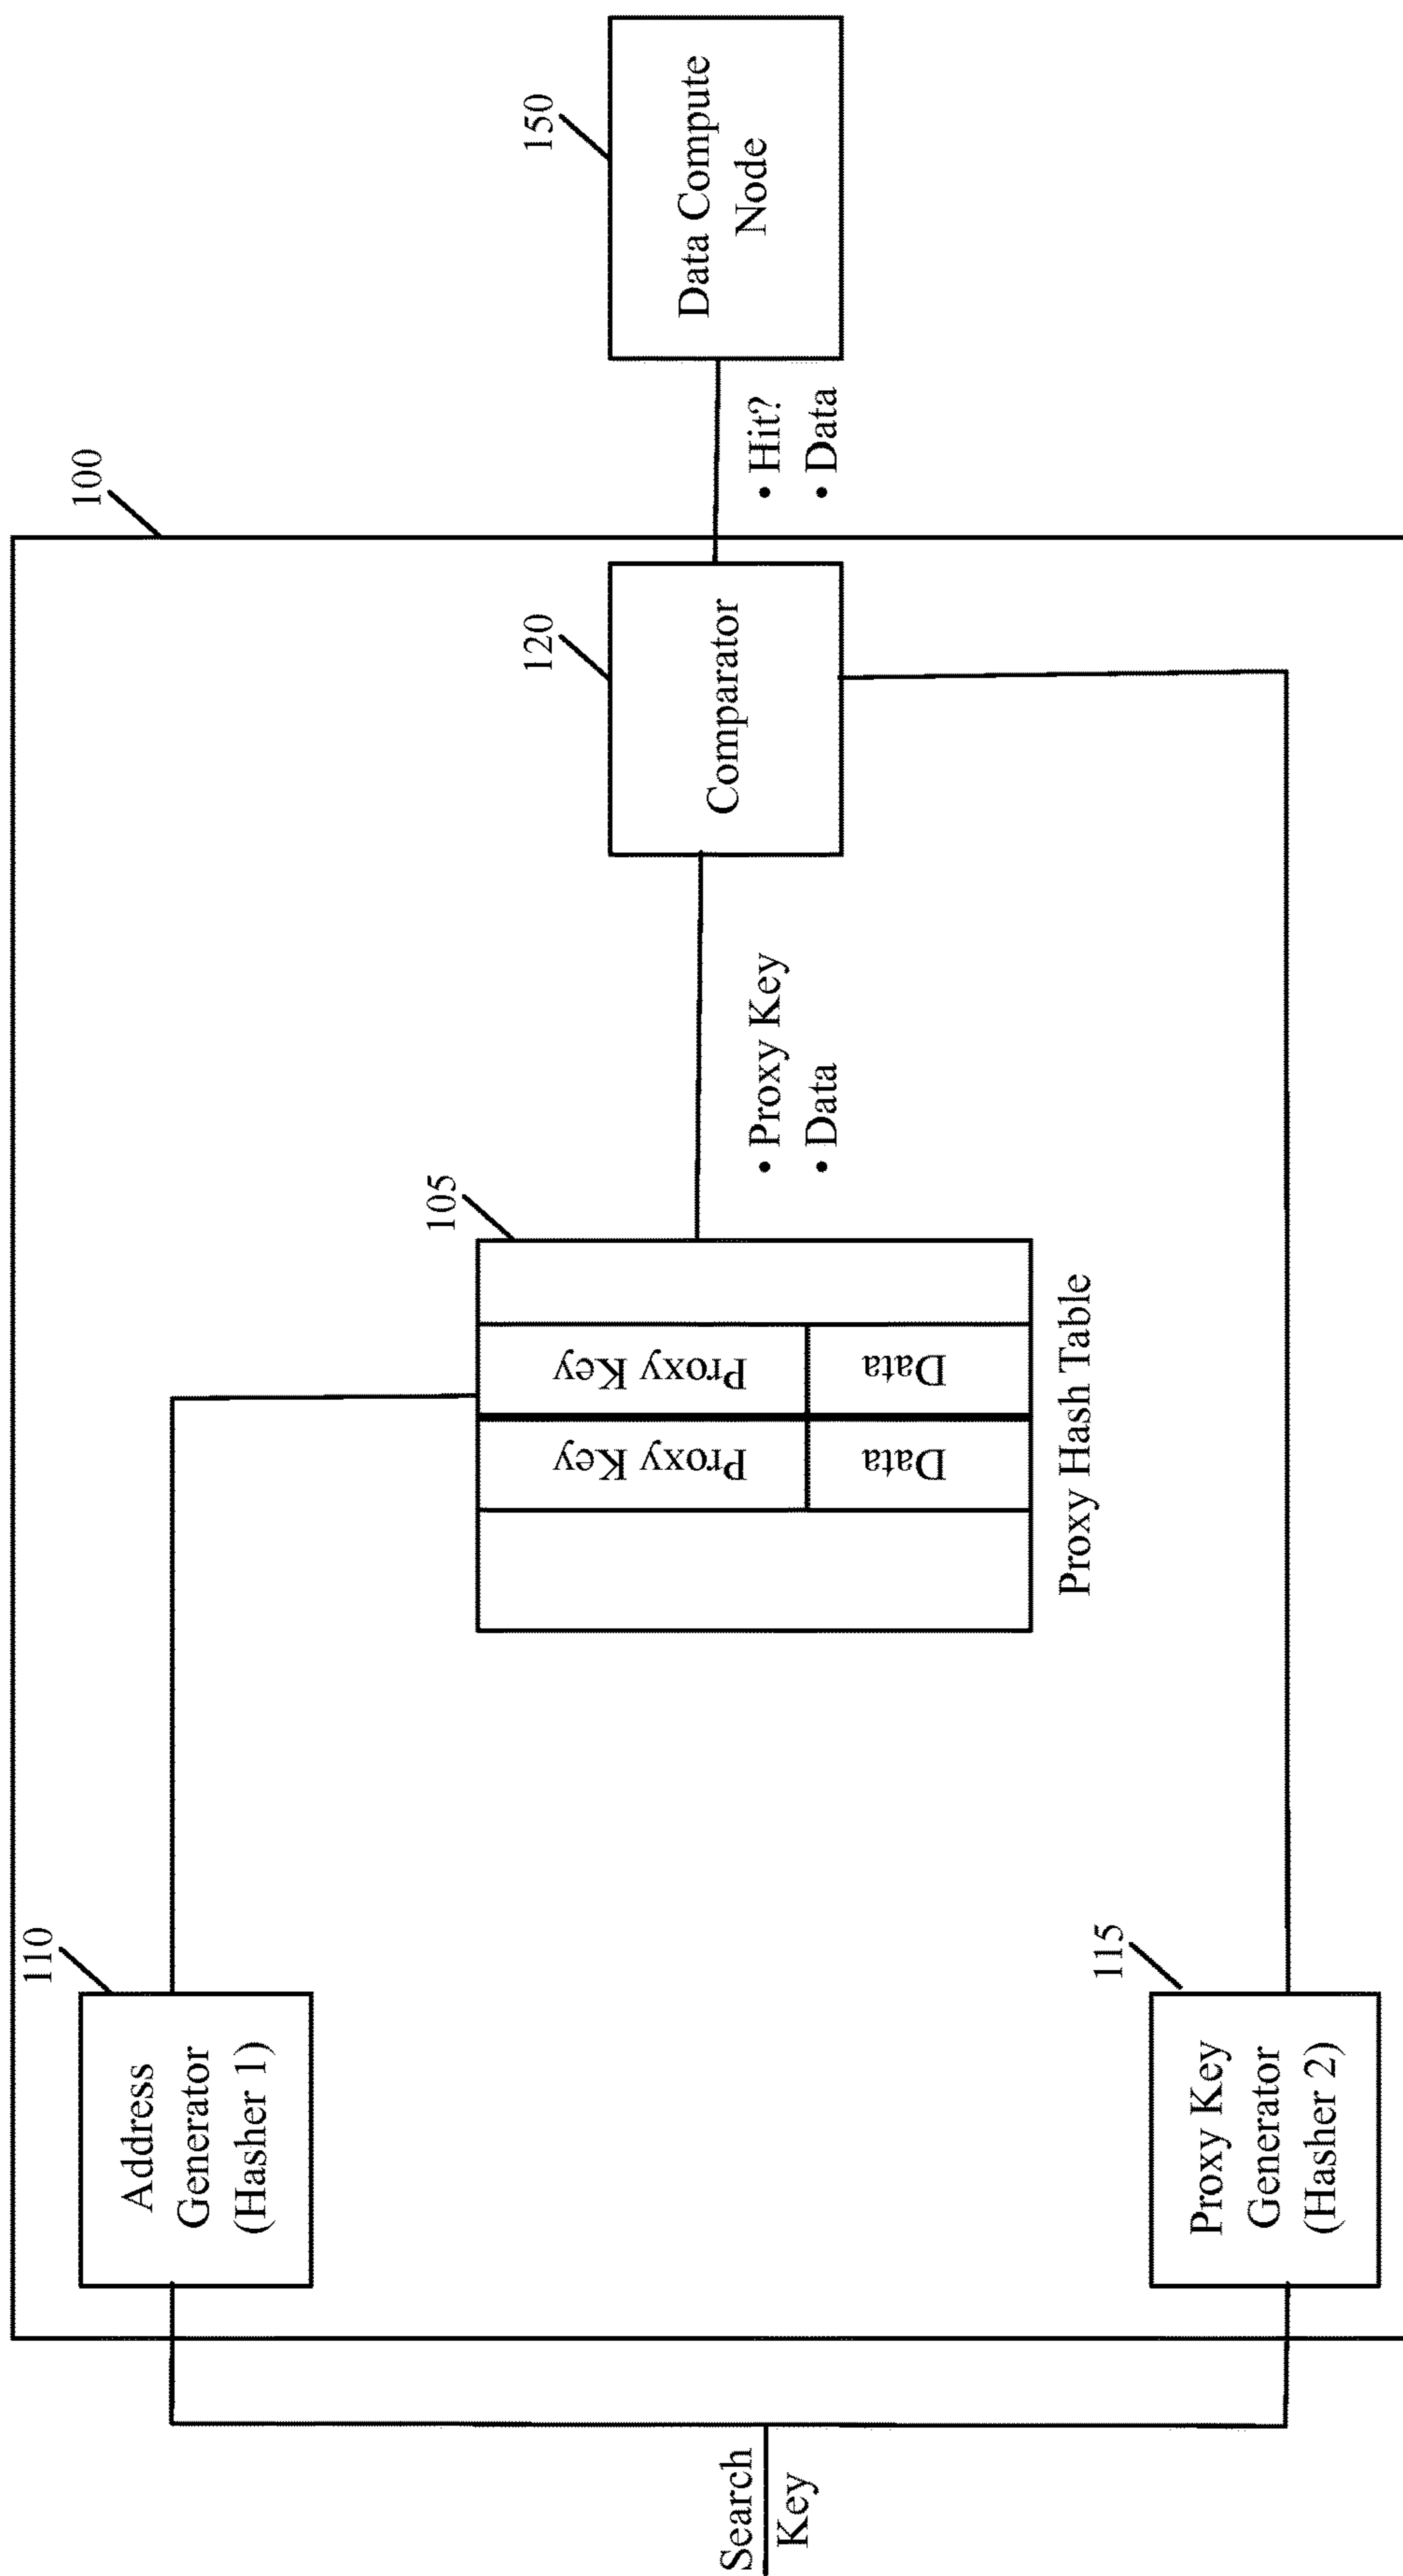 100
110
Address
Generator
(Hasher 1)
105
Proxy Key
Proxy Key
Data
Data
Proxy Hash Table
• Proxy Key
• Data
120
Comparator
• Hit?
• Data
150
Data Compute
Node
Search
Key
115
Proxy Key
Generator
(Hasher 2)